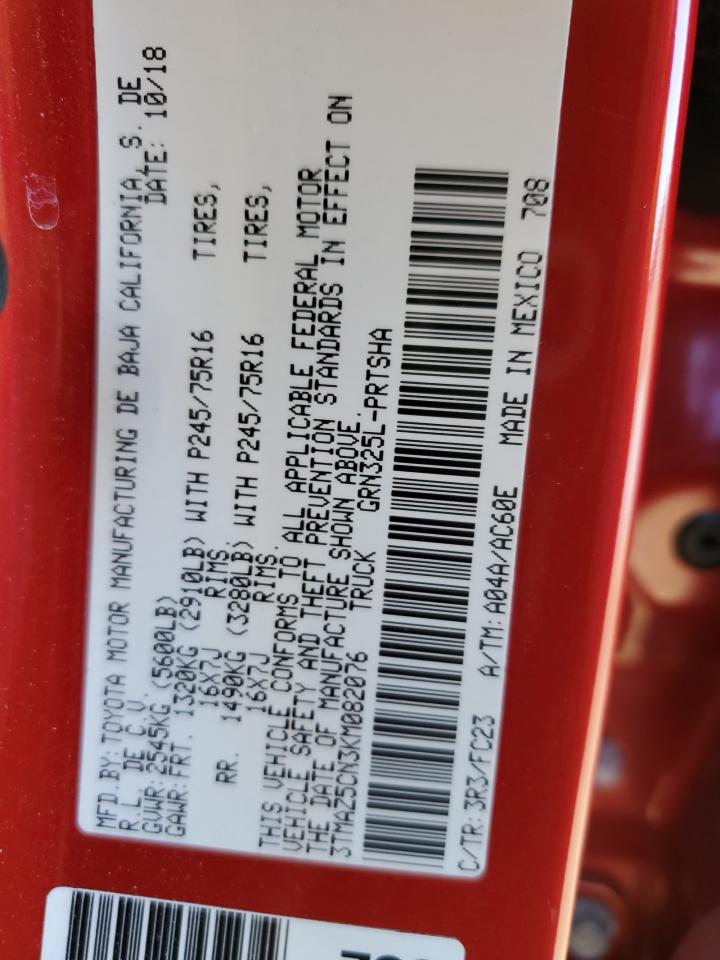 MFD.BY:TOYOTA MOTOR MANUFACTURING DE BAJA CALIFORNIA,S. DE
R.L. DE C.V. DATE: 10/18
GVWR:2545KG (5600LB)
GAWR:FRT. 1320KG (2910LB) WITH P245/75R16 TIRES,
16X7J RIMS.
RR. 1490KG (3280LB) WITH P245/75R16 TIRES,
16X7J RIMS.
THIS VEHICLE CONFORMS TO ALL APPLICABLE FEDERAL MOTOR
VEHICLE SAFETY AND THEFT PREVENTION STANDARDS IN EFFECT ON
THE DATE OF MANUFACTURE SHOWN ABOVE.
3TMAZ5CN3KM082076 TRUCK GRN325L-PRTSHA
C/TR:3R3/FC23 A/TM:A04A/AC60E MADE IN MEXICO 708